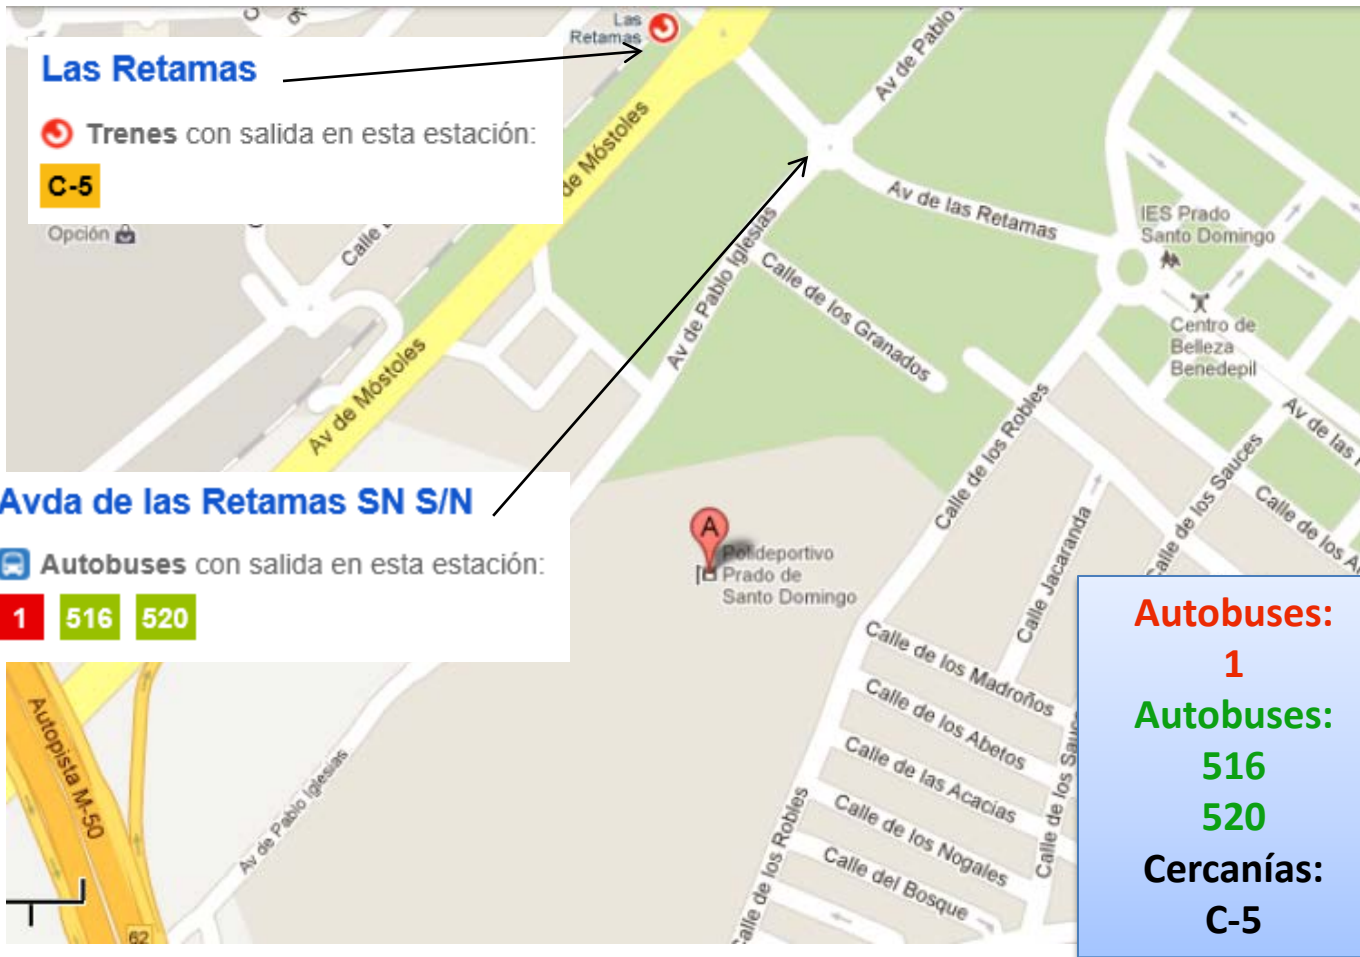 Las
Retamas
Las Retamas
Trenes con salida en esta estación:
C-5
Opción
Calle
de Móstoles
Av de Pablo
Av de las Retamas
IES Prado
Santo Domingo
Av de Pablo Iglesias
Calle de los Granados
Centro de
Belleza
Benedepil
Av de Móstoles
Av de las
Calle de los Robles
Calle de los Sauces
Calle de los
Avda de las Retamas SN S/N
Autobuses con salida en esta estación:
1 516 520
A
Polideportivo
Prado de
Santo Domingo
Calle Jacaranda
Calle de los Madroños
Calle de los Abetos
Calle de las Acacias
Calle de los Nogales
Calle del Bosque
Calle de los Robles
Calle de los Sauc
Autopista M-50
Av de Pablo Iglesias
62
Autobuses:
1
Autobuses:
516
520
Cercanías:
C-5